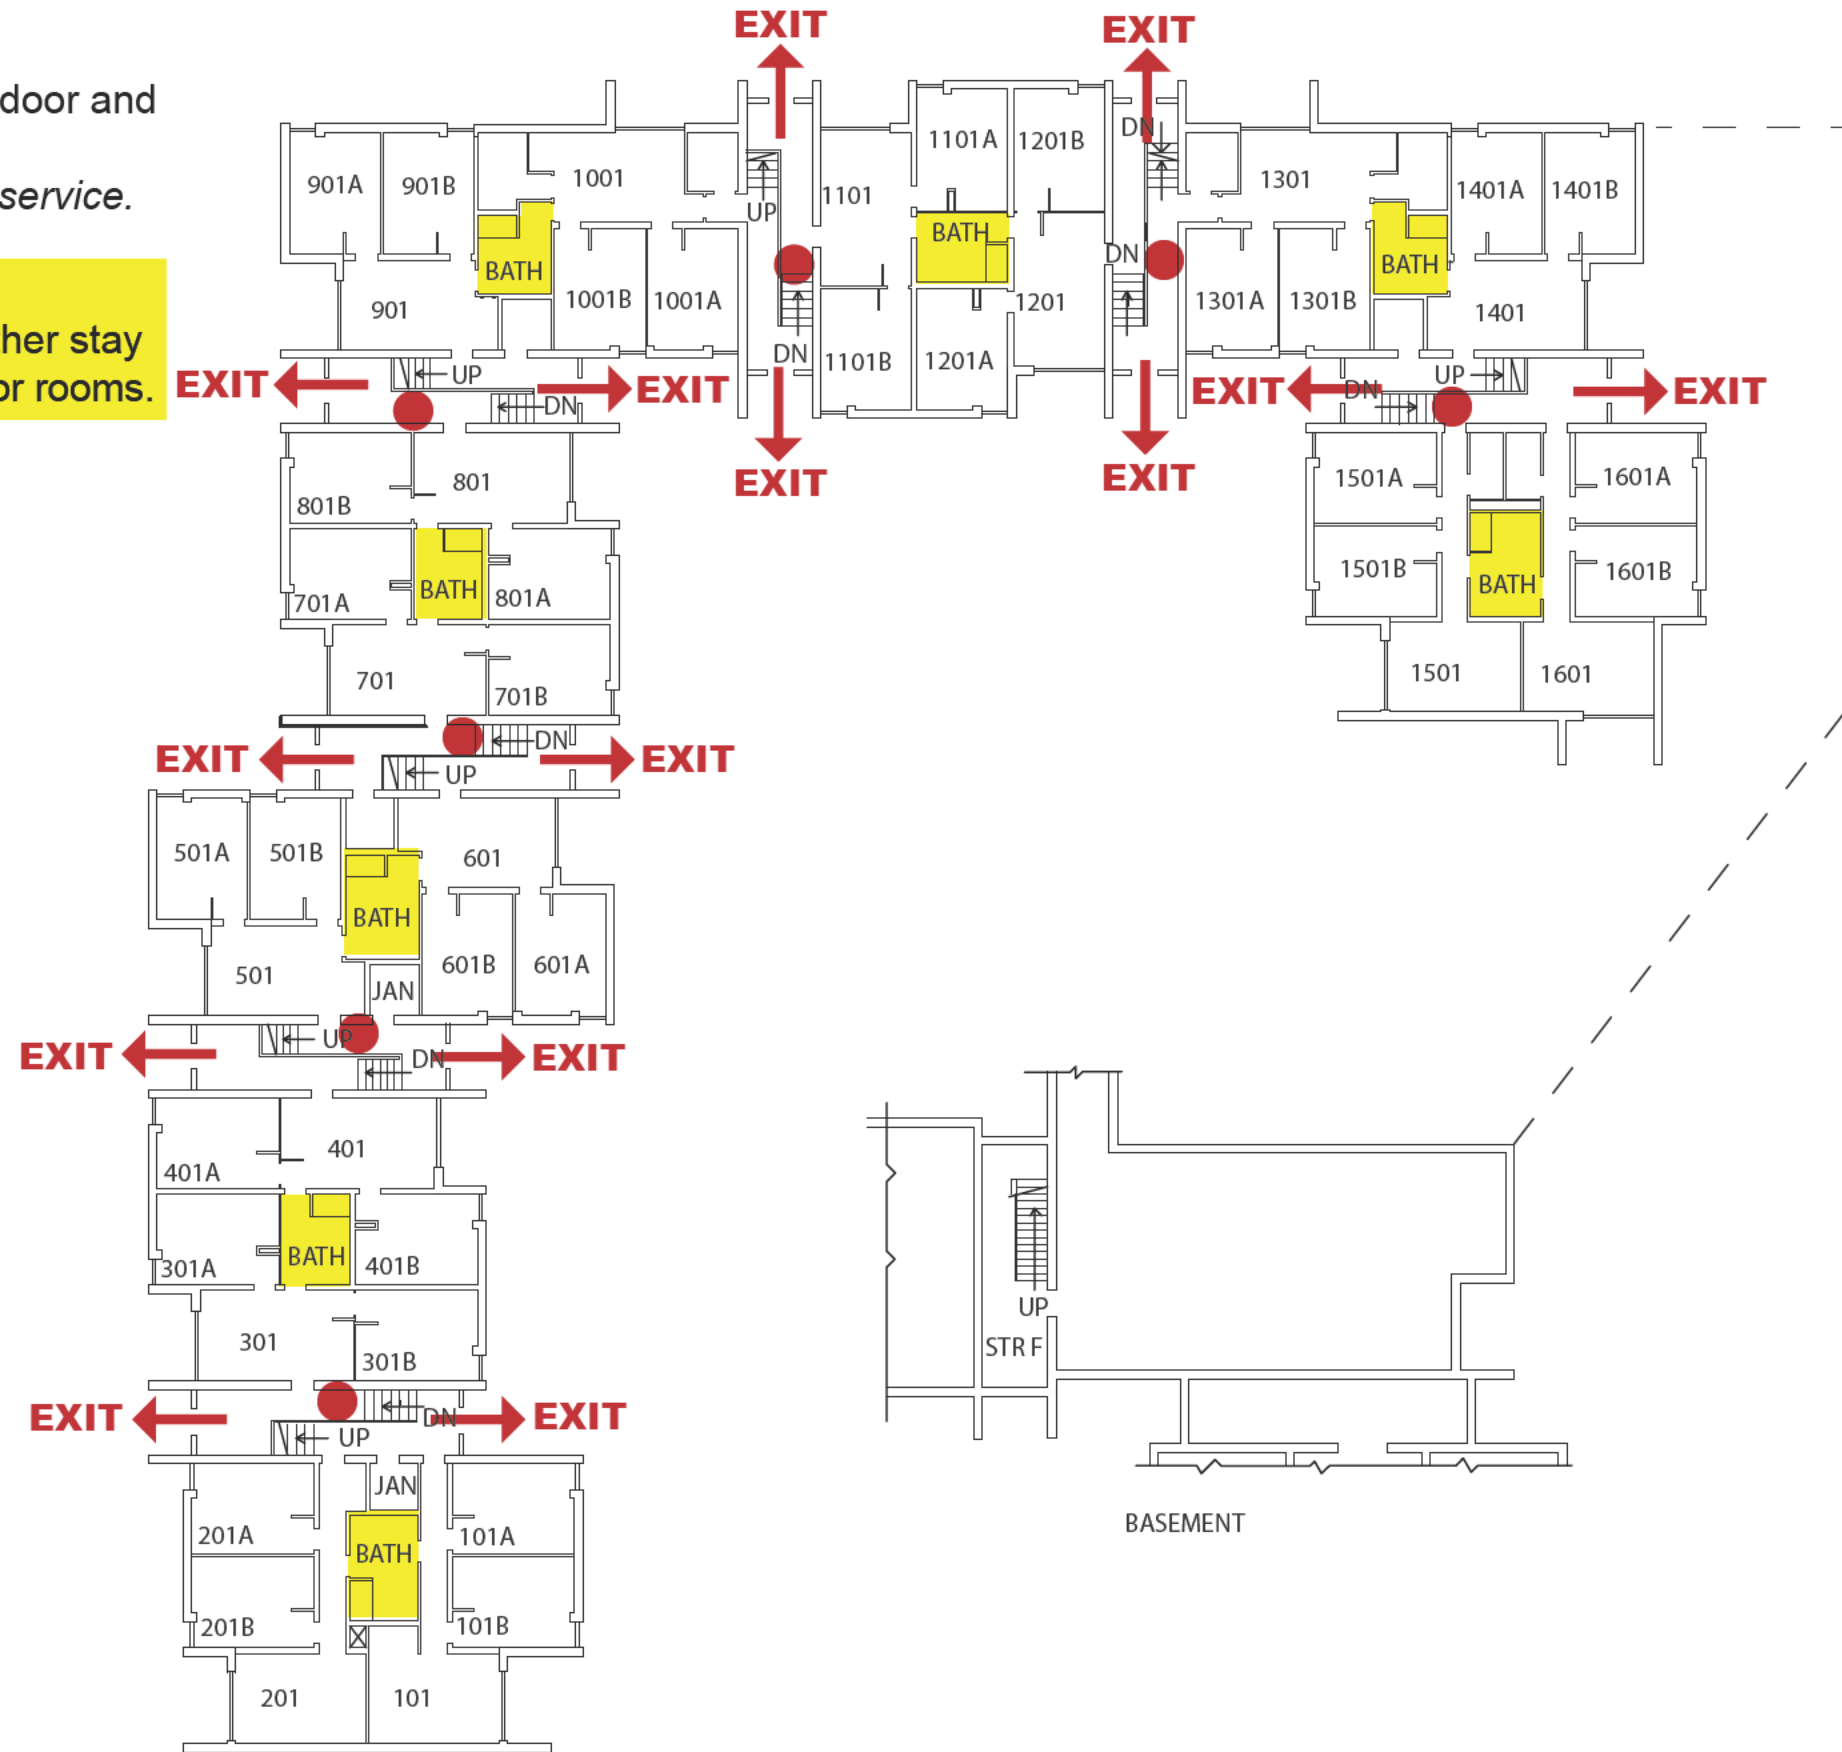 EXIT
EXIT
door and
service.
her stay
or rooms.
901A
901B
1001
UP
1101
1101A
1201B
DN
1301
1401A
1401B
BATH
BATH
BATH
901
1001B
1001A
DN
1101B
1201A
1201
DN
1301A
1301B
1401
EXIT
UP
EXIT
DN
EXIT
EXIT
EXIT
DN
UP
EXIT
801
801B
BATH
701A
801A
701
701B
1501A
1601A
1501B
BATH
1601B
1501
1601
EXIT
DN
EXIT
UP
501A
501B
601
BATH
501
JAN
601B
601A
EXIT
UP
DN
EXIT
401
401A
BATH
301A
401B
301
301B
EXIT
DN
EXIT
UP
JAN
201A
BATH
101A
201B
101B
201
101
UP
STR F
BASEMENT